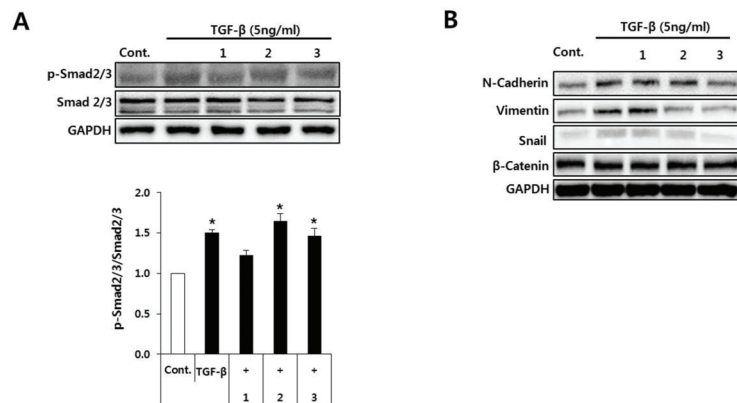 A
TGF-β (5ng/ml)
Cont. 1 2 3
p-Smad2/3
Smad 2/3
GAPDH
p-Smad2/3/Smad2/3
2.0
1.5
1.0
0.5
0.0
* * *
Cont. TGF-β + + +
1 2 3
B
TGF-β (5ng/ml)
Cont. 1 2 3
N-Cadherin
Vimentin
Snail
β-Catenin
GAPDH